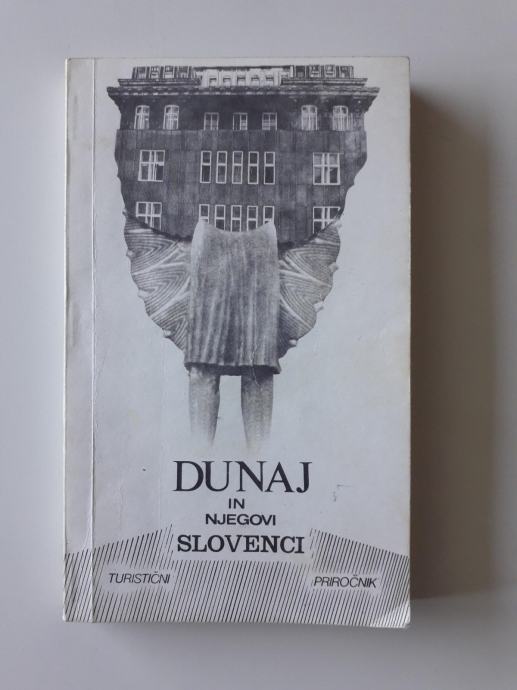 DUNAJ
IN
NJEGOVI
SLOVENCI
TURISTIČNI PRIROČNIK